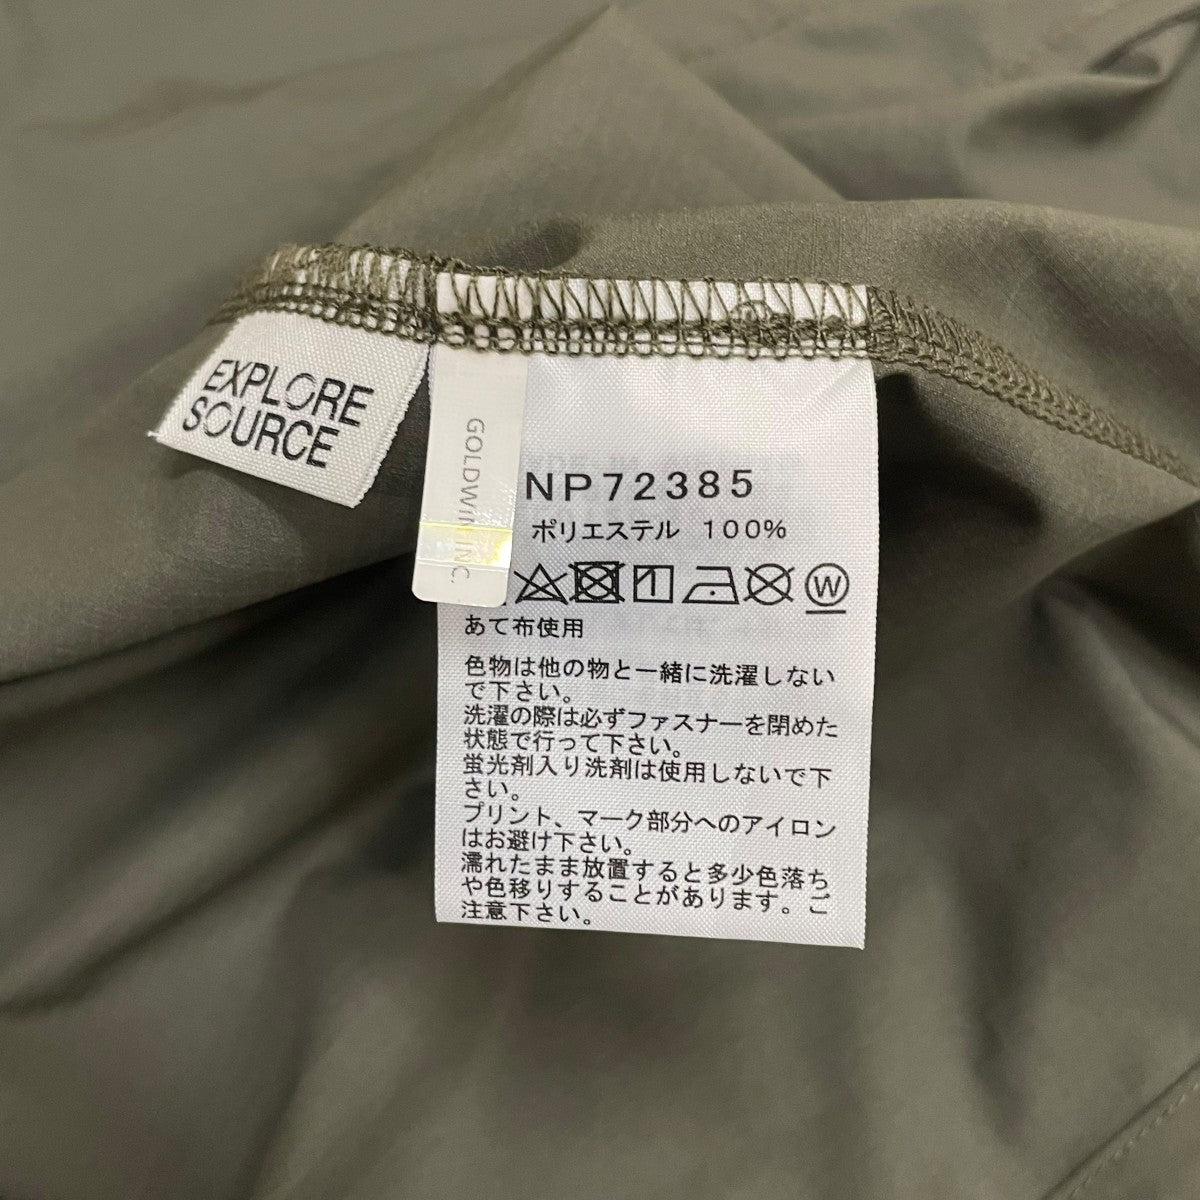 EXPLORE
SOURCE
GOLDWIN INC.
NP72385
ポリエステル 100%
W
あて布使用
色物は他の物と一緒に洗濯しない
で下さい。
洗濯の際は必ずファスナーを閉めた
状態で行って下さい。
蛍光剤入り洗剤は使用しないで下
さい。
プリント、マーク部分へのアイロン
はお避け下さい。
濡れたまま放置すると多少色落ち
や色移りすることがあります。ご
注意下さい。